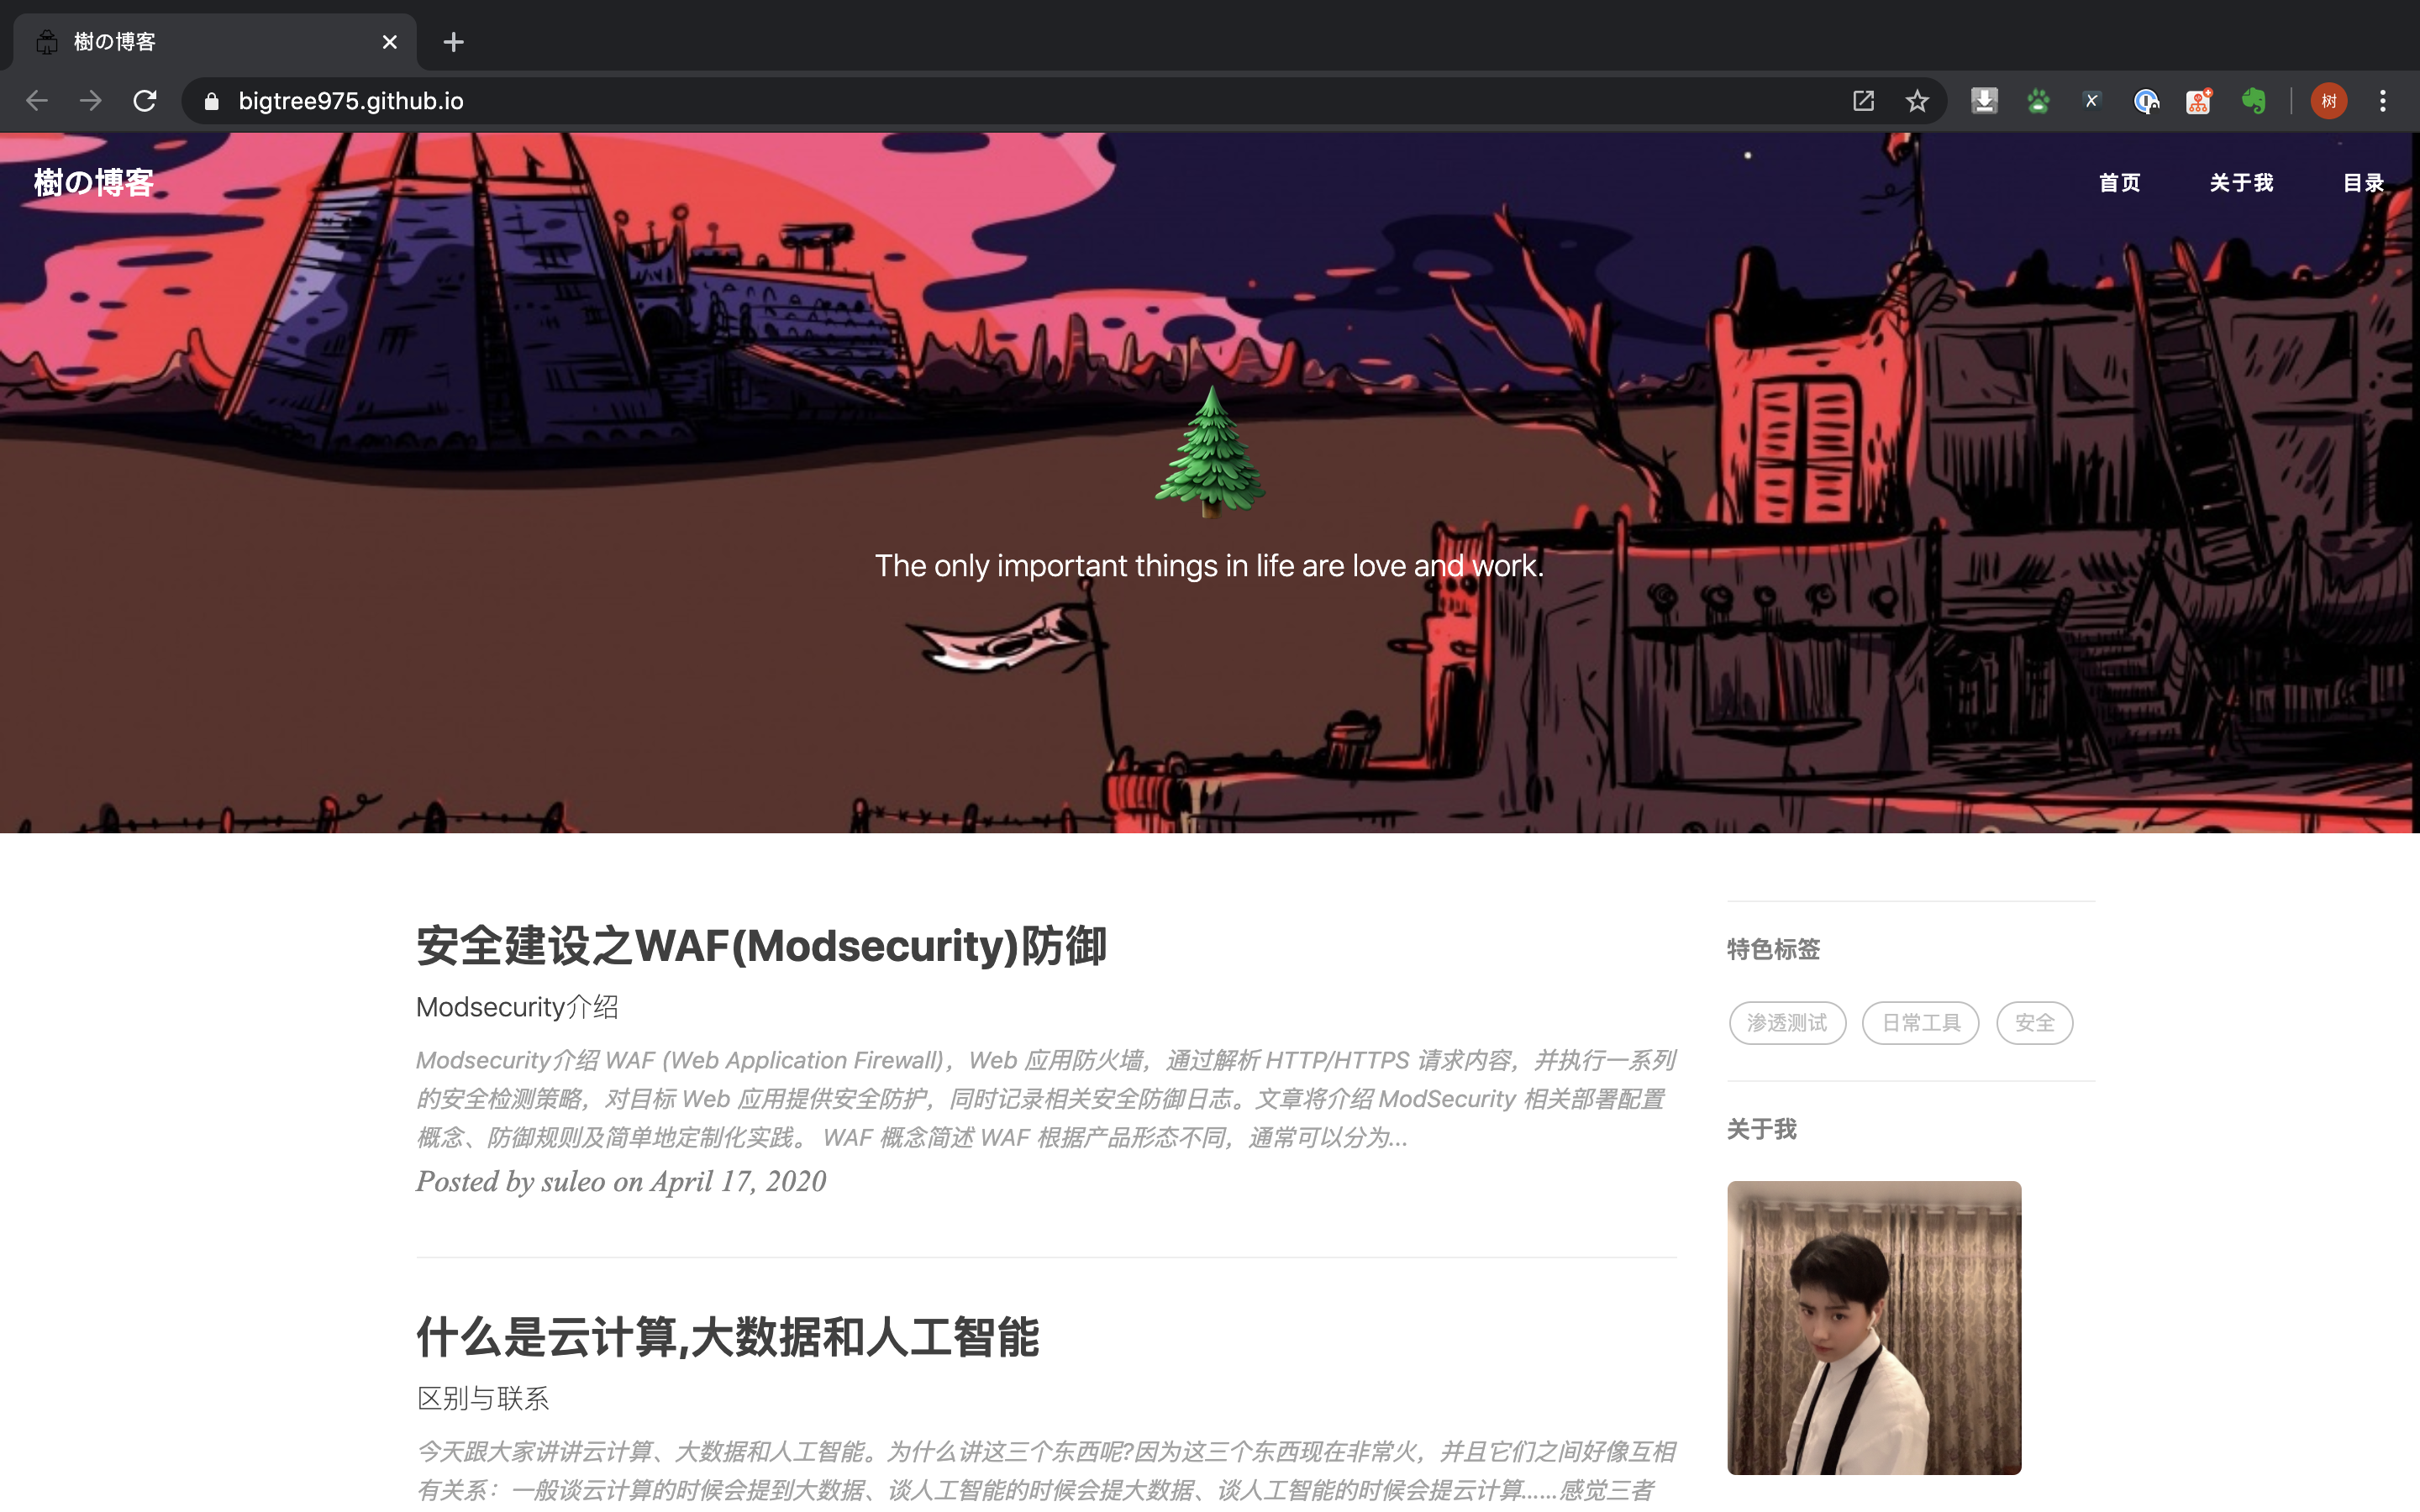 樹の博客
bigtree975.github.io
树
樹の博客
首页 关于我 目录
The only important things in life are love and work.
安全建设之WAF(Modsecurity)防御
Modsecurity介绍
Modsecurity介绍 WAF (Web Application Firewall)，Web 应用防火墙，通过解析 HTTP/HTTPS 请求内容，并执行一系列
的安全检测策略，对目标 Web 应用提供安全防护，同时记录相关安全防御日志。文章将介绍 ModSecurity 相关部署配置
概念、防御规则及简单地定制化实践。 WAF 概念简述 WAF 根据产品形态不同，通常可以分为...
Posted by suleo on April 17, 2020
什么是云计算,大数据和人工智能
区别与联系
今天跟大家讲讲云计算、大数据和人工智能。为什么讲这三个东西呢?因为这三个东西现在非常火，并且它们之间好像互相
有关系：一般谈云计算的时候会提到大数据、谈人工智能的时候会提大数据、谈人工智能的时候会提云计算……感觉三者
特色标签
渗透测试 日常工具 安全
关于我